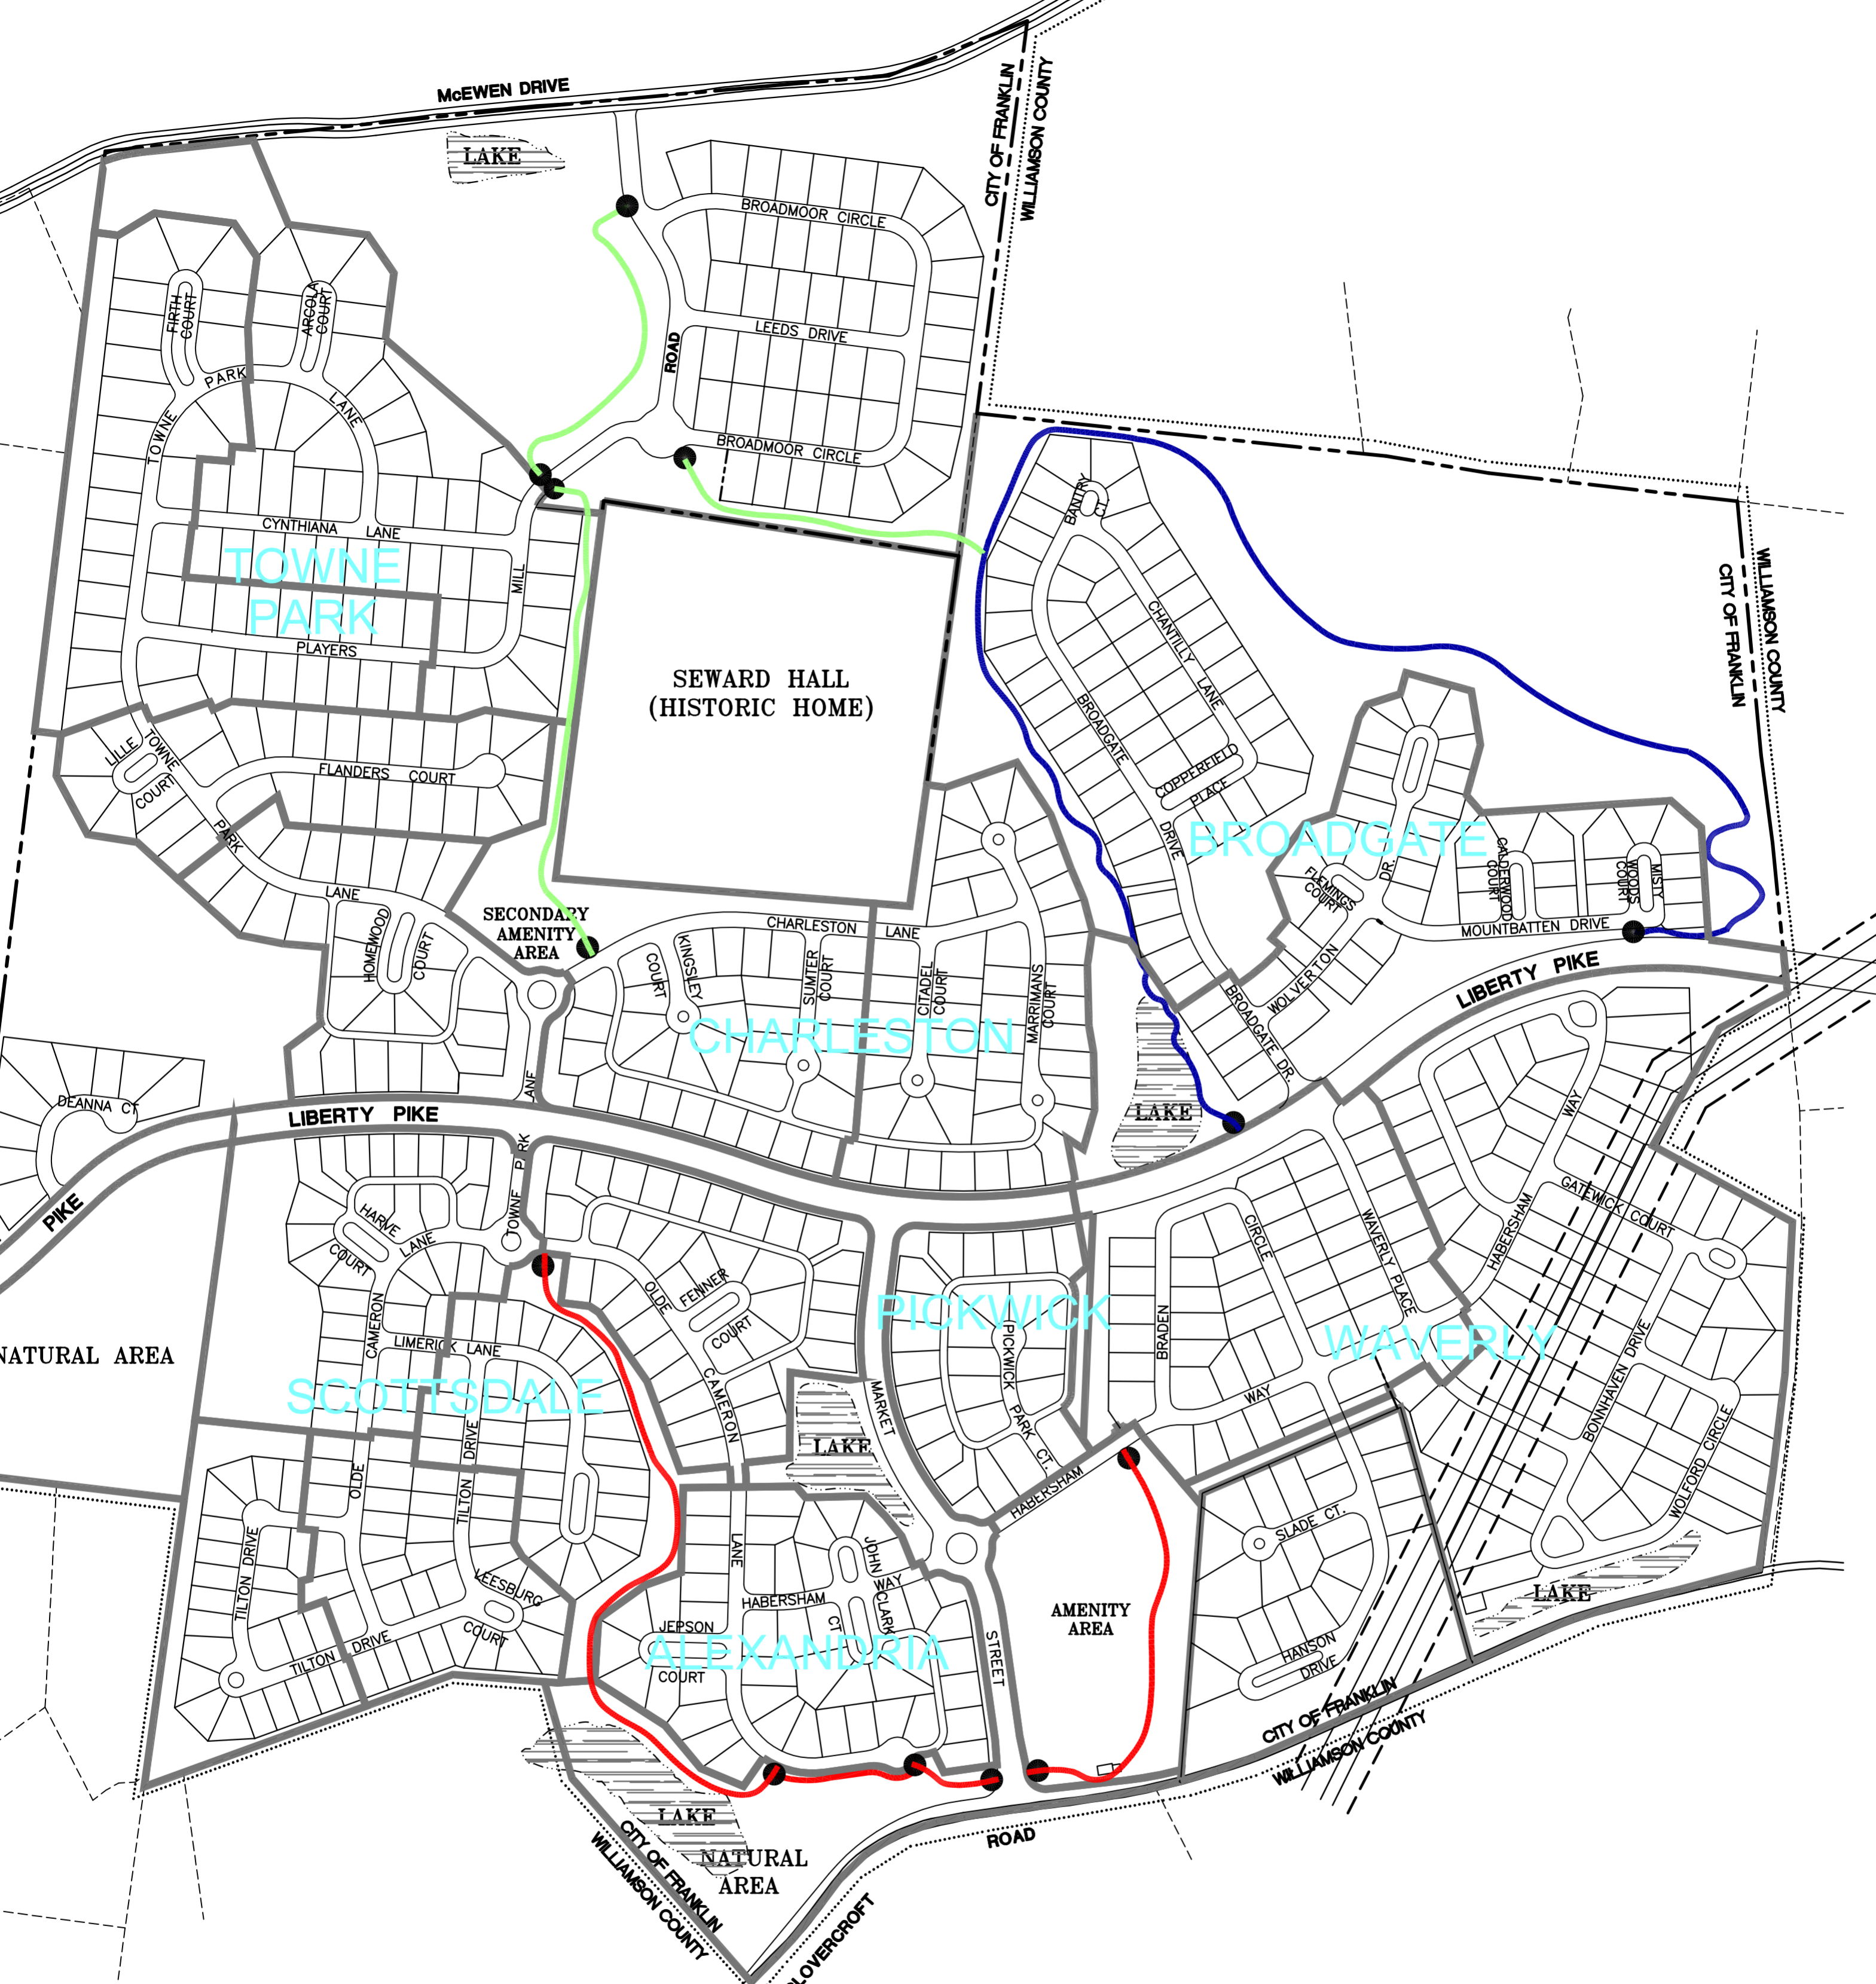 McEWEN DRIVE
LAKE
CITY OF FRANKLIN
WILLIAMSON COUNTY
BROADMOOR CIRCLE
FIRTH
COURT
ARCOLA
COURT
LEEDS DRIVE
ROAD
PARK
LANE
TOWNE
BROADMOOR CIRCLE
BANTRY
CT.
CYNTHIANA LANE
TOWNE
PARK
MILL
PLAYERS
CHANTILLY LANE
CITY OF FRANKLIN
WILLIAMSON COUNTY
SEWARD HALL
(HISTORIC HOME)
BROADGATE
DRIVE
COPPERFIELD
PLACE
LILLE
COURT
TOWNE
PARK
LANE
FLANDERS COURT
BROADGATE
DR.
FLEMINGS
COURT
CALDERWOOD
COURT
MISTY
WOODS
COURT
MOUNTBATTEN DRIVE
HOMEWOOD
COURT
SECONDARY
AMENITY
AREA
CHARLESTON LANE
KINGSLEY
COURT
SUMTER
COURT
CITADEL
COURT
MARRIMANS
COURT
WOLVERTON
BROADGATE DR.
LIBERTY PIKE
CHARLESTON
LANE
DEANNA CT
LIBERTY PIKE
LAKE
WAY
PIKE
TOWNE PARK
HARVE
COURT
LANE
CAMERON
OLDE
FENNER
COURT
CAMERON
CIRCLE
WAVERLY PLACE
HABERSHAM
GATEWICK COURT
NATURAL AREA
LIMERICK LANE
SCOTTSDALE
PICKWICK
PICKWICK
PARK
CT.
BRADEN
WAVERLY
WAY
BONNHAVEN DRIVE
WOLFORD CIRCLE
MARKET
LAKE
HABERSHAM
OLDE
TILTON DRIVE
TILTON DRIVE
LEESBURG
COURT
TILTON DRIVE
LANE
JOHN
CLARK
CT
HABERSHAM
WAY
JEPSON
COURT
ALEXANDRIA
STREET
AMENITY
AREA
SLADE CT.
HANSON
DRIVE
LAKE
CITY OF FRANKLIN
WILLIAMSON COUNTY
LAKE
NATURAL
AREA
CITY OF FRANKLIN
WILLIAMSON COUNTY
ROAD
CLOVERCROFT